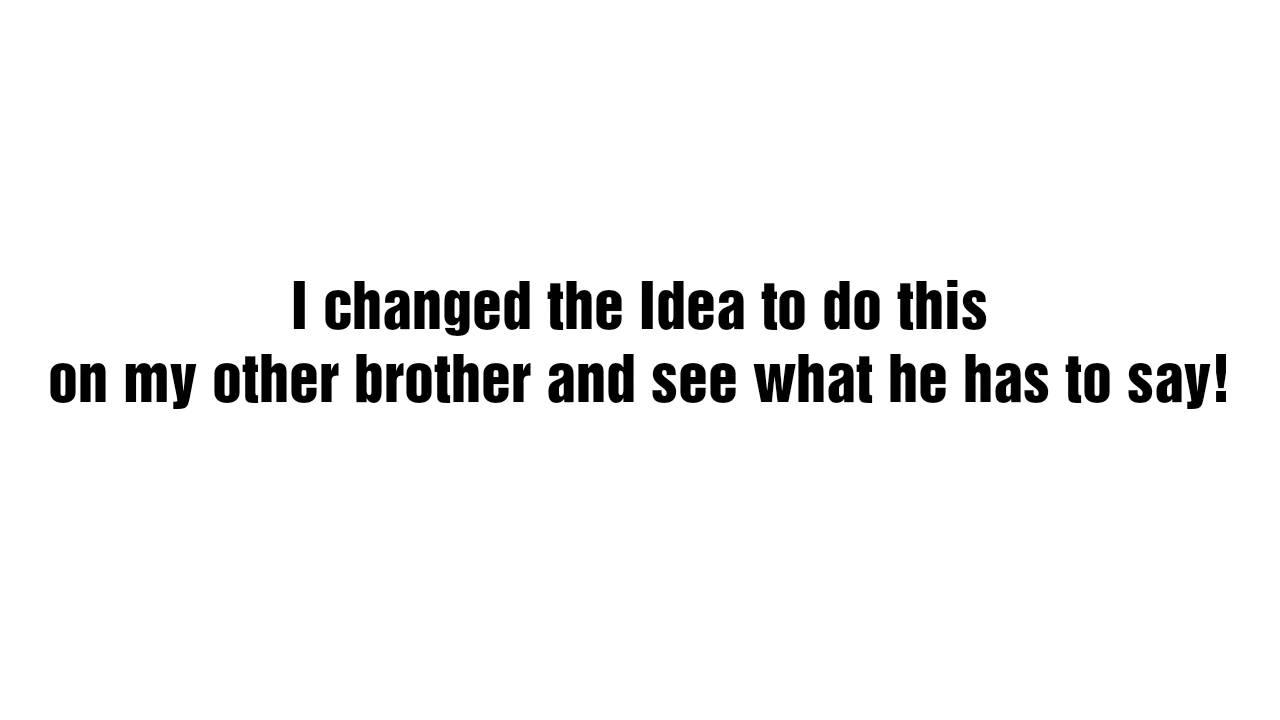 I changed the Idea to do this
on my other brother and see what he has to say!